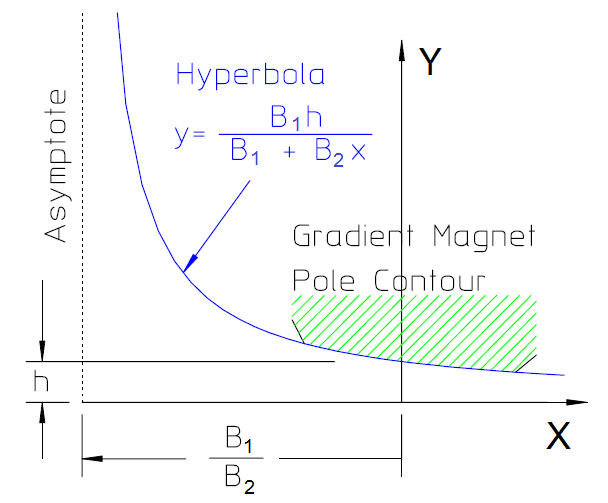 Y
Hyperbola
y= B₁h / B₁ + B₂x
Asymptote
Gradient Magnet
Pole Contour
h
X
B₁
B₂